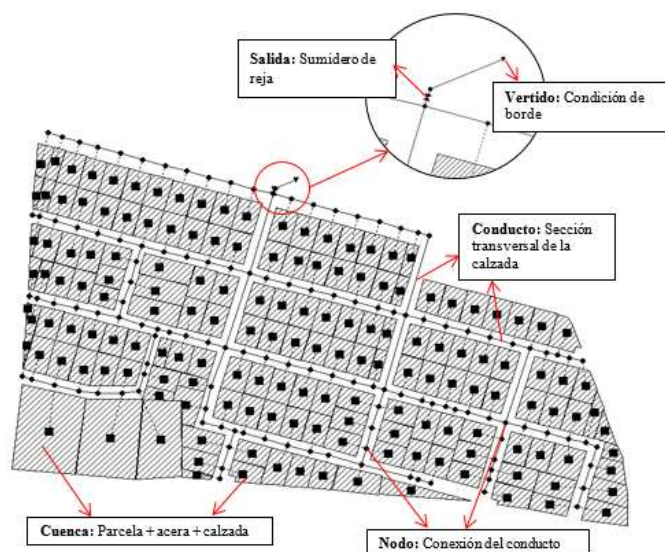 Salida: Sumidero de
reja
Vertido: Condición de
borde
Conducto: Sección
transversal de la
calzada
Cuenca: Parcela + acera + calzada
Nodo: Conexión del conducto